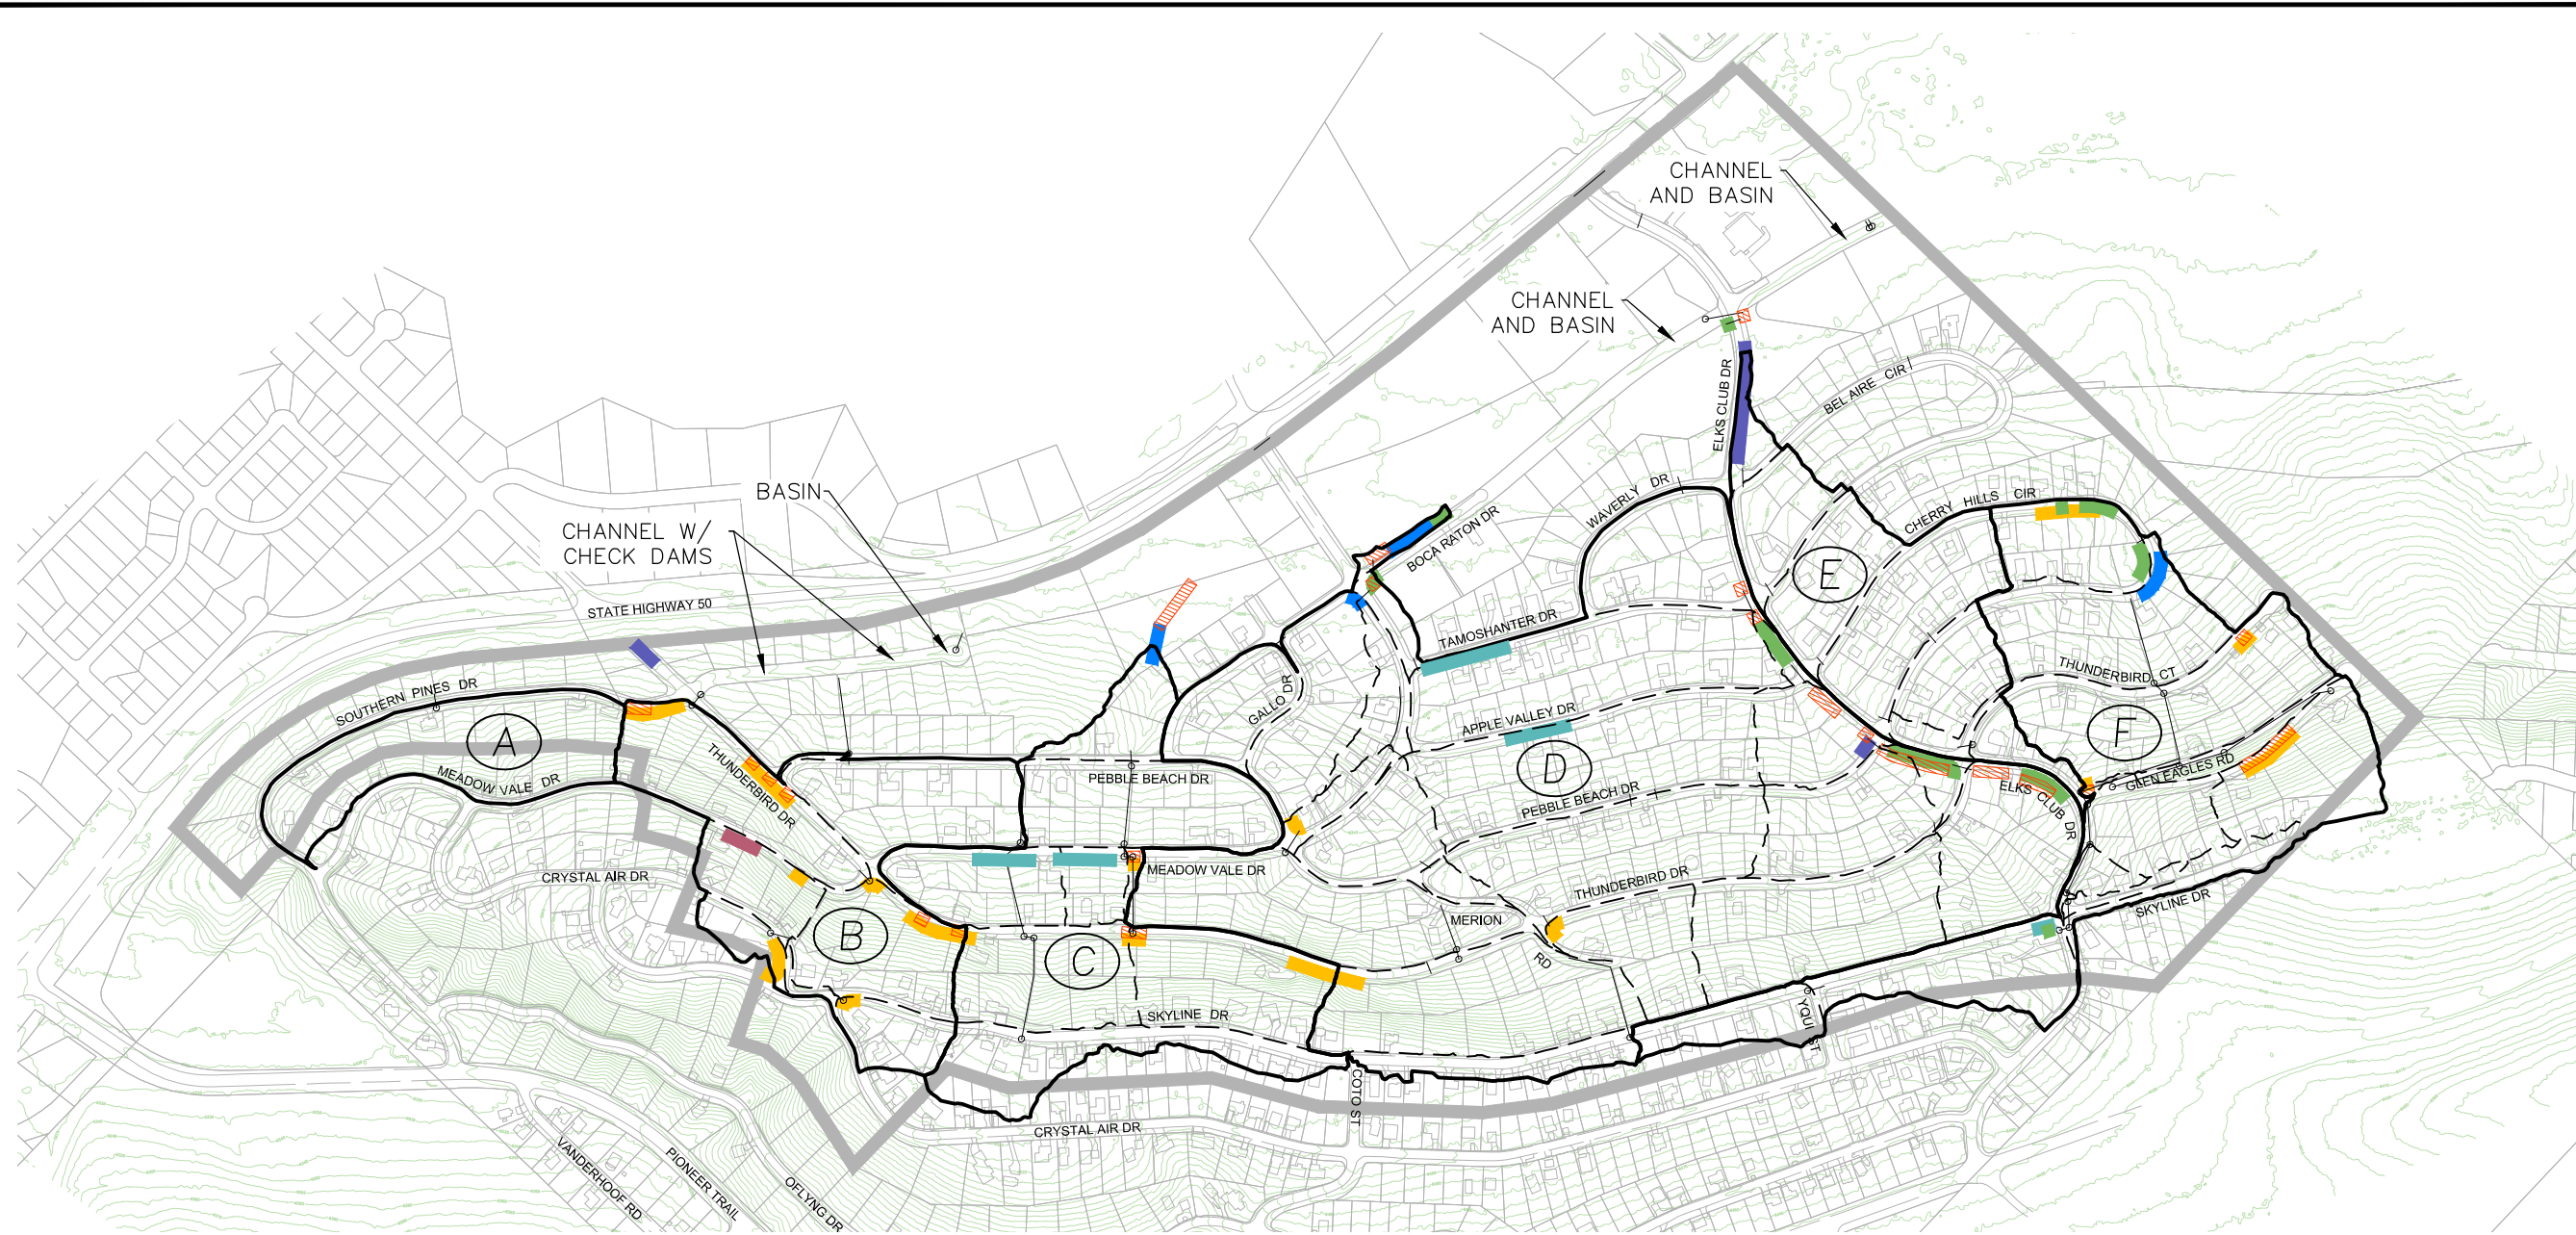 CHANNEL
AND BASIN
CHANNEL
AND BASIN
BASIN
CHANNEL W/
CHECK DAMS
STATE HIGHWAY 50
SOUTHERN PINES DR
A
MEADOW VALE DR
THUNDERBIRD DR
CRYSTAL AIR DR
B
C
PEBBLE BEACH DR
MEADOW VALE DR
GALLO DR
BOCA RATON DR
WAVERLY DR
TAMOSHANTER DR
ELKS CLUB DR
BEL AIRE CIR
CHERRY HILLS CIR
E
THUNDERBIRD CT
F
GLEN EAGLES RD
ELKS CLUB DR
APPLE VALLEY DR
D
PEBBLE BEACH DR
THUNDERBIRD DR
MERION
RD
SKYLINE DR
SKYLINE DR
COTO ST
CRYSTAL AIR DR
VANDERHOOF RD
PIONEER TRAIL
OFLYNG DR